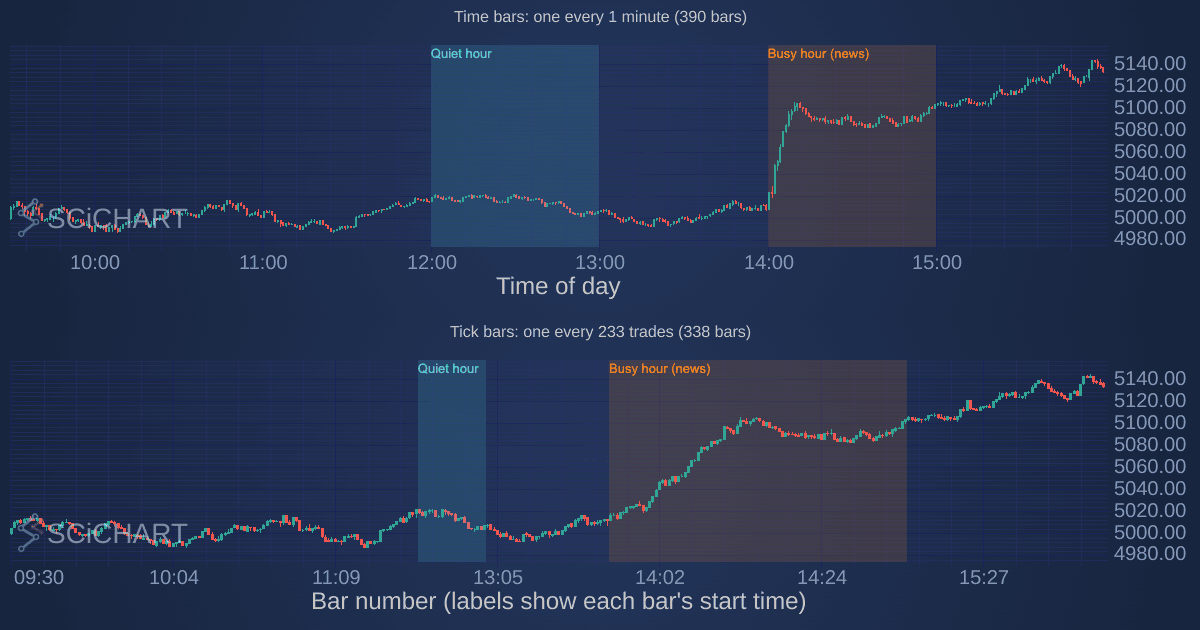 Time bars: one every 1 minute (390 bars)
Quiet hour
Busy hour (news)
5140.00
5120.00
5100.00
5080.00
5060.00
5040.00
5020.00
5000.00
4980.00
SCiCHART
10:00 11:00 12:00 13:00 14:00 15:00
Time of day
Tick bars: one every 233 trades (338 bars)
Quiet hour
Busy hour (news)
5140.00
5120.00
5100.00
5080.00
5060.00
5040.00
5020.00
5000.00
4980.00
SCiCHART
09:30 10:04 11:09 13:05 14:02 14:24 15:27
Bar number (labels show each bar's start time)